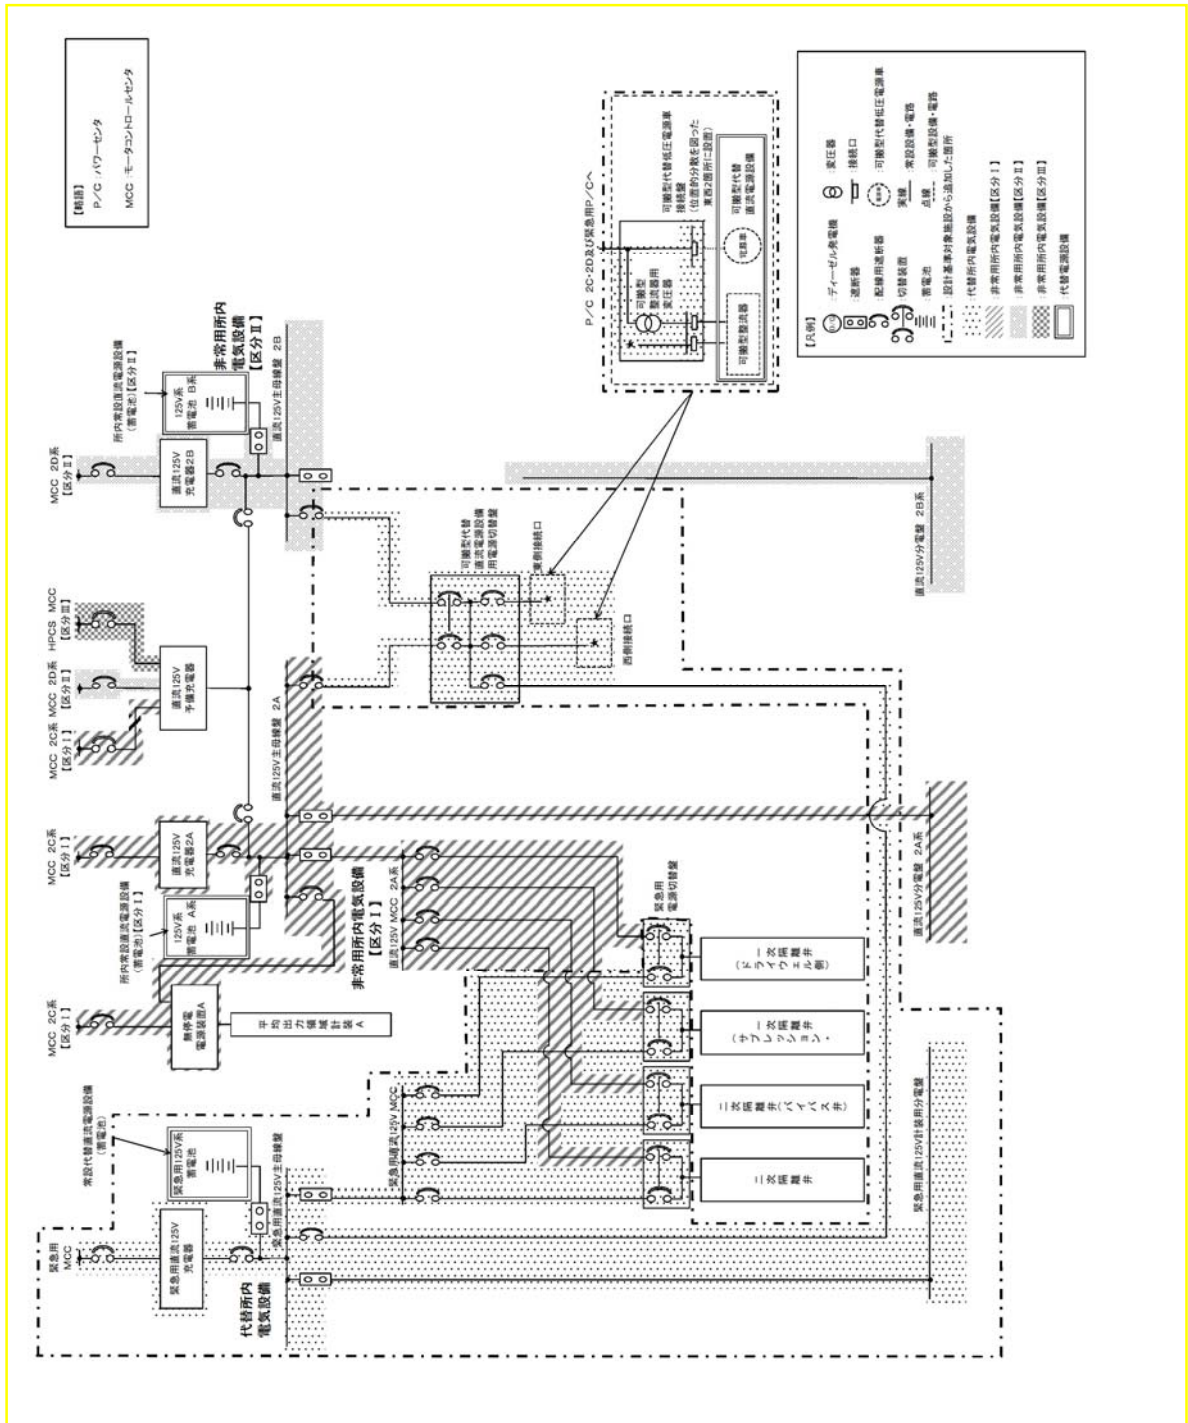 【略語】
P/C :パワーセンタ
MCC :モータコントロールセンタ
緊急用
MCC
緊急用直流125V
充電器
常設代替直流電源設備
(蓄電池)
緊急用125V系
蓄電池
代替所内
電気設備
緊急用直流125V主母線盤
緊急用直流125V MCC
緊急用直流125V計装用分電盤
MCC 2C系
【区分Ⅰ】
無停電
電源装置A
平均出力領域計装 A
所内常設直流電源設備
(蓄電池)【区分Ⅰ】
125V系
蓄電池 A系
MCC 2C系
【区分Ⅰ】
直流125V
充電器2A
非常用所内電気設備
【区分Ⅰ】
直流125V主母線盤 2A
直流125V MCC 2A系
緊急用
電源切替盤
二次隔離弁
二次隔離弁(バイパス弁)
一次隔離弁
(サプレッション・
一次隔離弁
(ドライウェル側)
直流125V分電盤 2A系
MCC 2C系
【区分Ⅰ】
MCC 2D系
【区分Ⅱ】
HPCS MCC
【区分Ⅲ】
直流125V
予備充電器
MCC 2D系
【区分Ⅱ】
直流125V
充電器2B
所内常設直流電源設備
(蓄電池)【区分Ⅱ】
125V系
蓄電池 B系
非常用所内
電気設備
【区分Ⅱ】
直流125V主母線盤 2B
可搬型代替
直流電源設備
用電源切替盤
西側接続口
東側接続口
直流125V分電盤 2B系
P/C 2C・2D及び緊急用P/Cへ
可搬型
整流器用
変圧器
可搬型代替低圧電源車
接続盤
(位置的分散を図った
東西2箇所に設置)
可搬型整流器
電源車
可搬型代替
直流電源設備
【凡例】
:ディーゼル発電機
:遮断器
:配線用遮断器
:切替装置
:蓄電池
:設計基準対象施設から追加した箇所
:代替所内電気設備
:非常用所内電気設備【区分Ⅰ】
:非常用所内電気設備【区分Ⅱ】
:非常用所内電気設備【区分Ⅲ】
:代替電源設備
:変圧器
:接続口
:可搬型代替低圧電源車
実線 :常設設備・電路
点線 :可搬型設備・電路